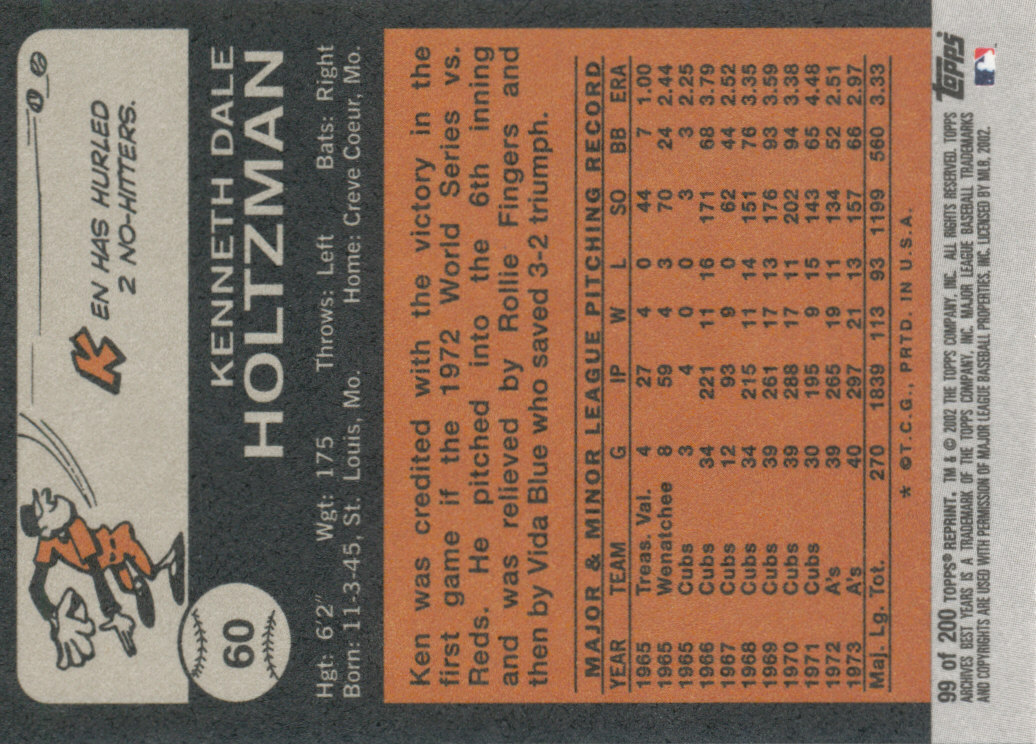 KEN HAS HURLED
2 NO-HITTERS.
60
KENNETH DALE
HOLTZMAN
Hgt: 6'2" Wgt: 175 Throws: Left Bats: Right
Born: 11-3-45, St. Louis, Mo. Home: Creve Coeur, Mo.
Ken was credited with the victory in the
first game if the 1972 World Series vs.
Reds. He pitched into the 6th inning
and was relieved by Rollie Fingers and
then by Vida Blue who saved 3-2 triumph.
MAJOR & MINOR LEAGUE PITCHING RECORD
YEAR TEAM G IP W L SO BB ERA
1965 Treas. Val. 4 27 4 0 44 7 1.00
1965 Wenatchee 8 59 4 3 70 24 2.44
1965 Cubs 3 4 0 0 3 3 2.25
1966 Cubs 34 221 11 16 171 68 3.79
1967 Cubs 12 93 9 0 62 44 2.52
1968 Cubs 34 215 11 14 151 76 3.35
1969 Cubs 39 261 17 13 176 93 3.59
1970 Cubs 39 288 17 11 202 94 3.38
1971 Cubs 30 195 9 15 143 65 4.48
1972 A's 39 265 19 11 134 52 2.51
1973 A's 40 297 21 13 157 66 2.97
Maj. Lg. Tot. 270 1839 113 93 1199 560 3.33
* © T.C.G., PRTD. IN U.S.A.
99 of 200 TOPPS® REPRINT. TM & © 2002 THE TOPPS COMPANY, INC. ALL RIGHTS RESERVED. TOPPS
ARCHIVES BEST YEARS IS A TRADEMARK OF THE TOPPS COMPANY, INC. MAJOR LEAGUE BASEBALL TRADEMARKS
AND COPYRIGHTS ARE USED WITH PERMISSION OF MAJOR LEAGUE BASEBALL PROPERTIES, INC. LICENSED BY MLB, 2002.
Topps